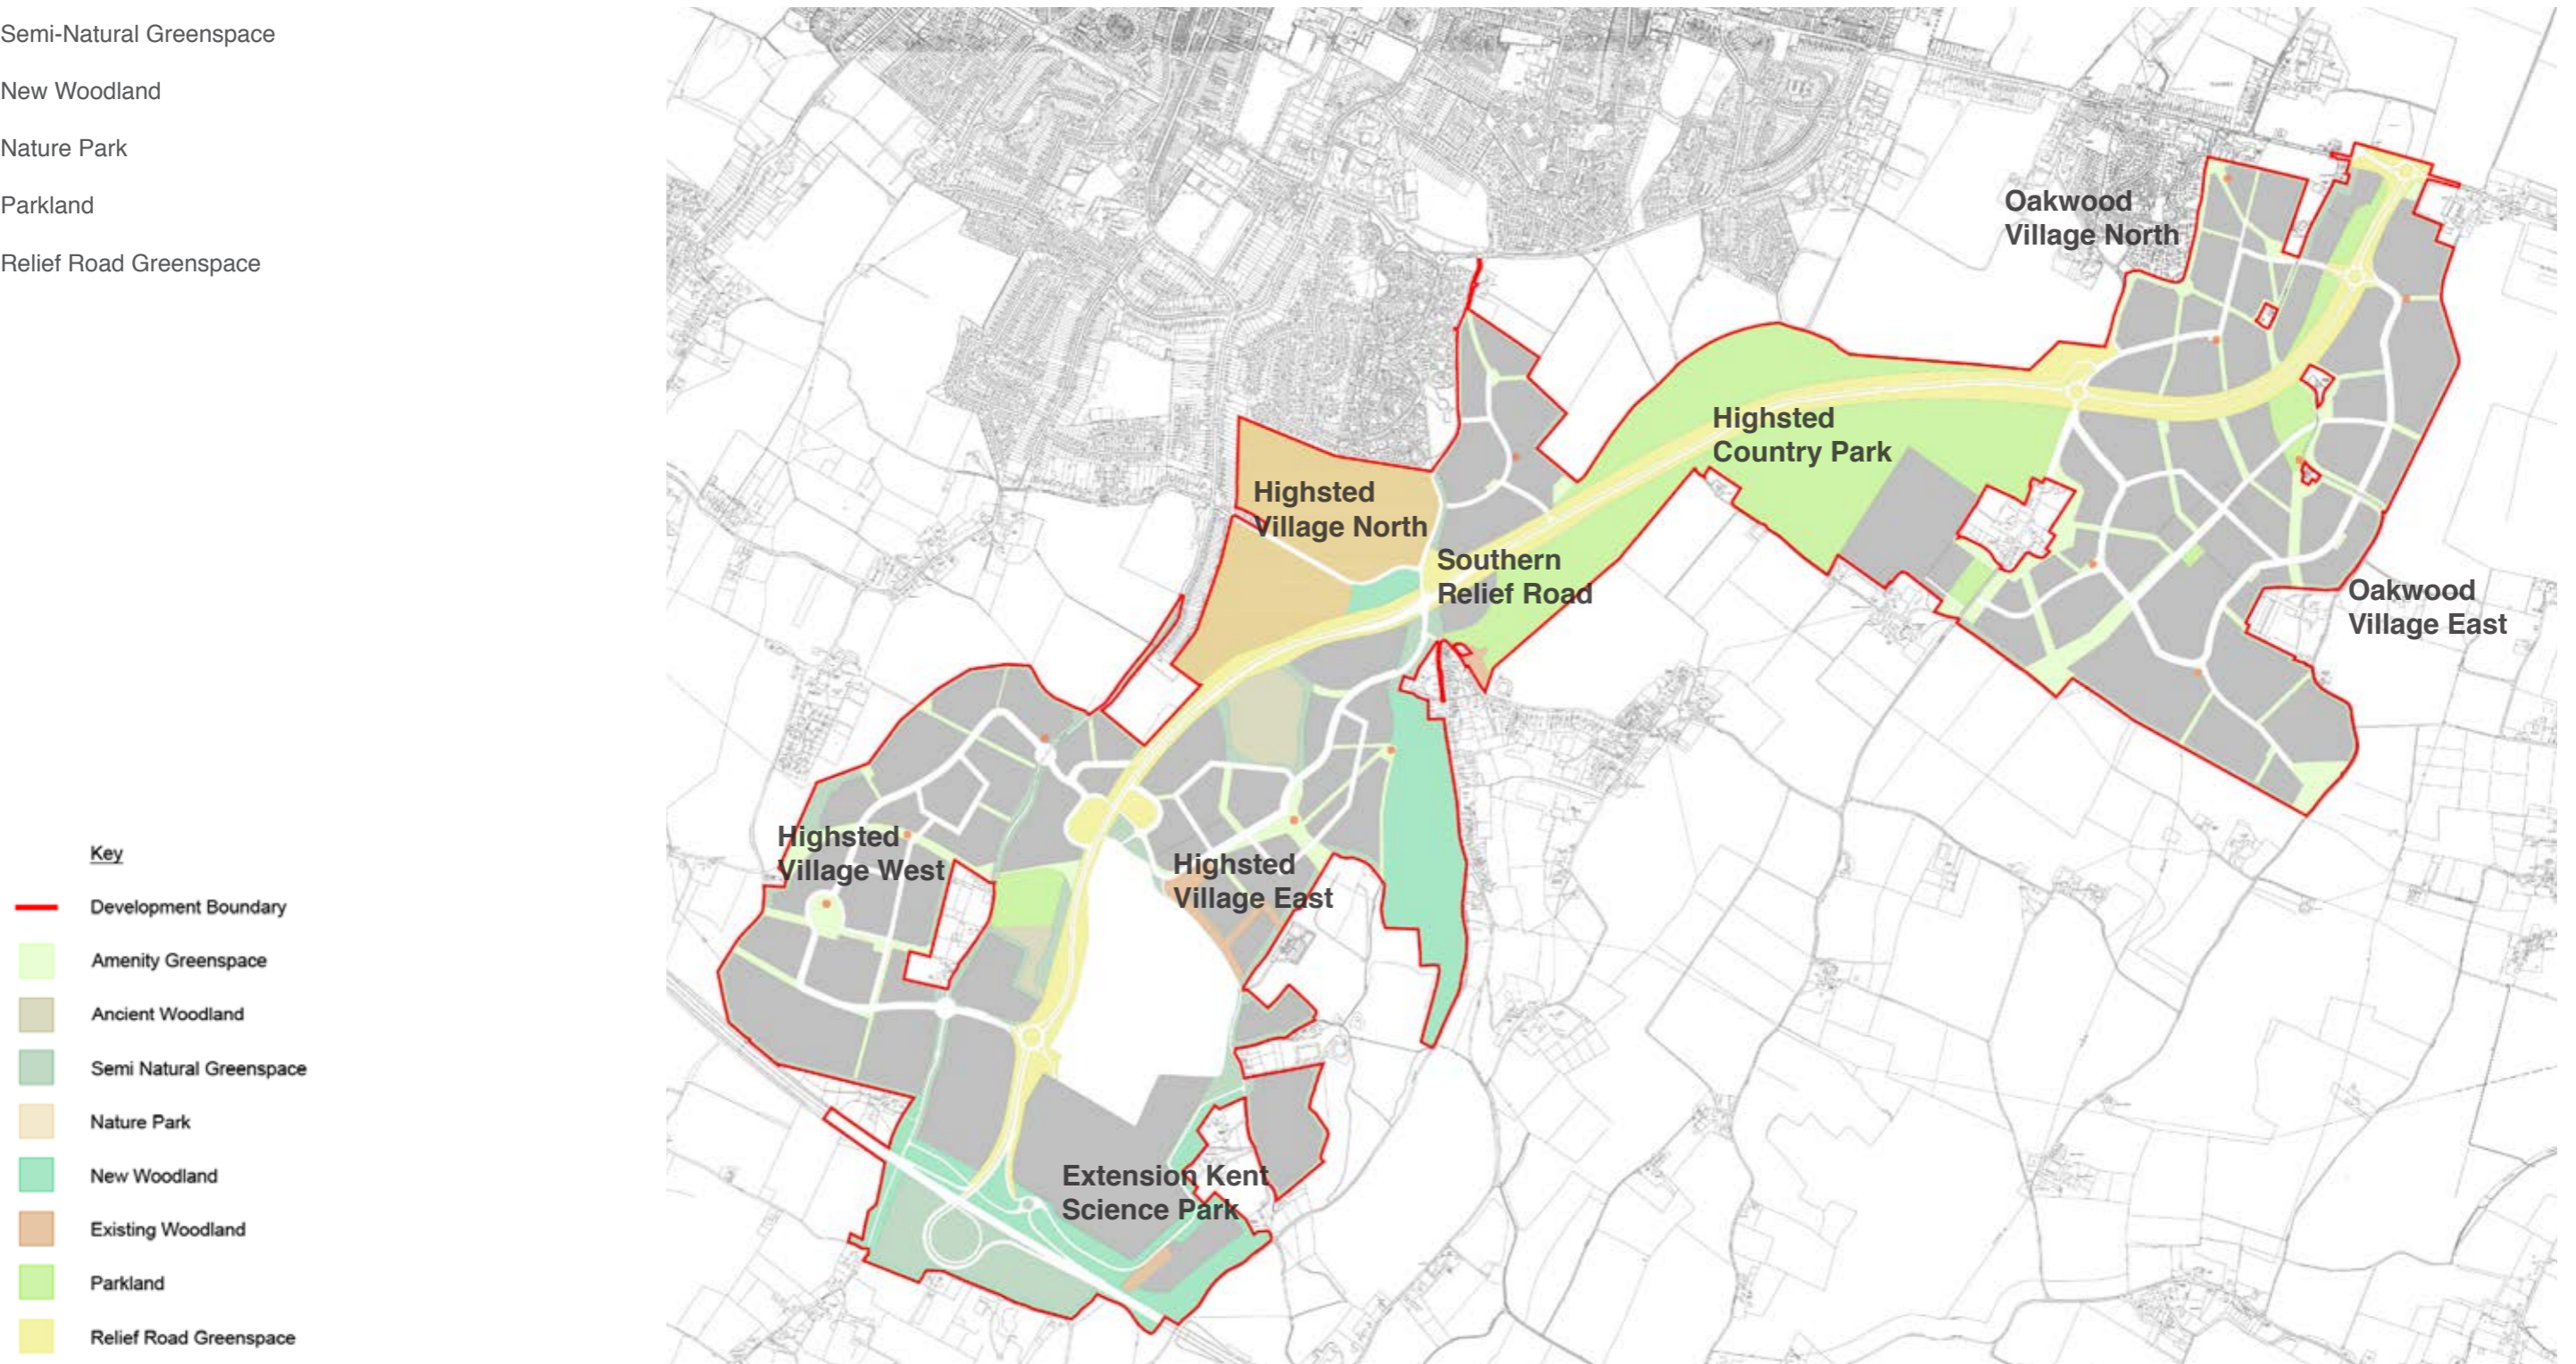 Semi-Natural Greenspace
New Woodland
Nature Park
Parkland
Relief Road Greenspace
Oakwood
Village North
Highsted
Country Park
Highsted
Village North
Southern
Relief Road
Oakwood
Village East
Highsted
Village West
Highsted
Village East
Extension Kent
Science Park
Key
Development Boundary
Amenity Greenspace
Ancient Woodland
Semi Natural Greenspace
Nature Park
New Woodland
Existing Woodland
Parkland
Relief Road Greenspace